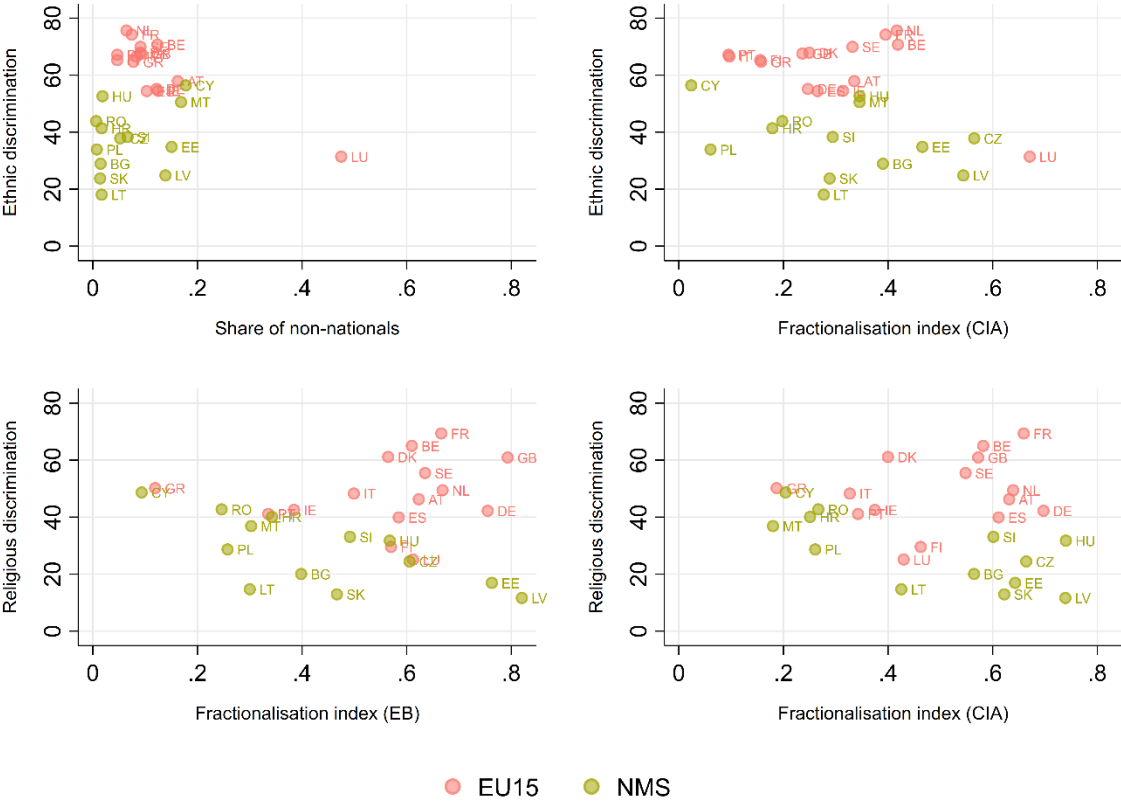 Ethnic discrimination
80
60
40
20
0
NL
FR
BE
AT
CY
HU
MT
RO
HR
SI
CZ
PL
EE
BG
SK
LV
LT
GR
LU
0 .2 .4 .6 .8
Share of non-nationals
Ethnic discrimination
80
60
40
20
0
NL
FR
BE
SE
DK
GB
PT
IT
FI
GR
AT
CY
DE
ES
IE
HU
MT
RO
HR
SI
CZ
PL
EE
LU
BG
SK
LV
LT
0 .2 .4 .6 .8
Fractionalisation index (CIA)
Religious discrimination
80
60
40
20
0
FR
BE
DK
GB
SE
CY
GR
IT
NL
AT
RO
PT
IE
HR
ES
DE
MT
SI
HU
PL
FI
LU
CZ
BG
EE
LT
SK
LV
0 .2 .4 .6 .8
Fractionalisation index (EB)
Religious discrimination
80
60
40
20
0
FR
BE
DK
GB
SE
GR
CY
IT
NL
AT
RO
PT
IE
HR
ES
DE
MT
SI
HU
PL
FI
LU
CZ
BG
EE
LT
SK
LV
0 .2 .4 .6 .8
Fractionalisation index (CIA)
EU15 NMS